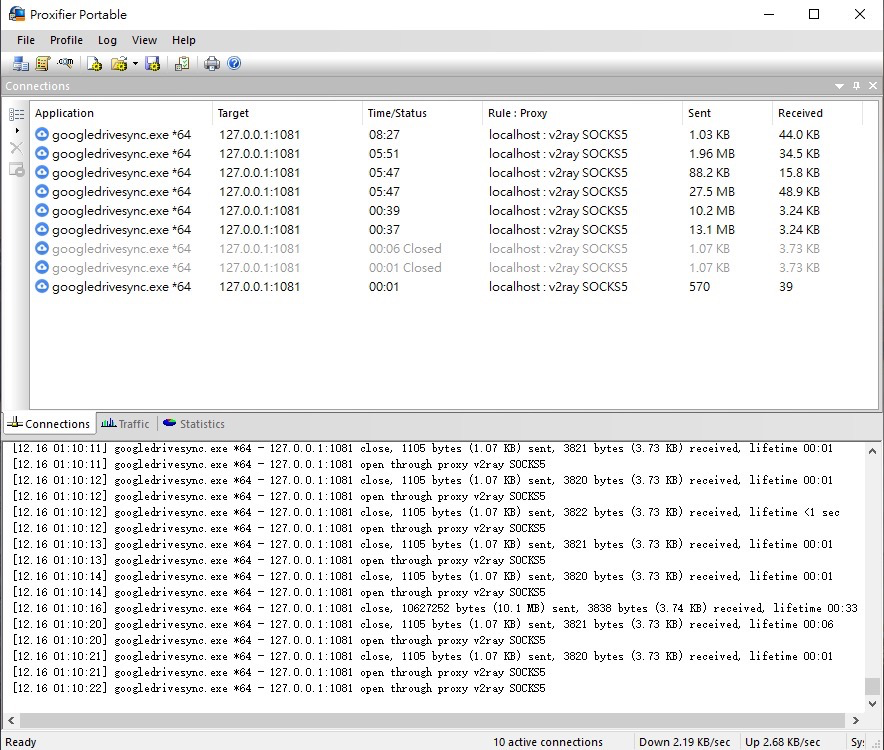 Proxifier Portable
File Profile Log View Help
.com
Connections
Application Target Time/Status Rule : Proxy Sent Received
googledrivesync.exe *64 127.0.0.1:1081 08:27 localhost : v2ray SOCKS5 1.03 KB 44.0 KB
googledrivesync.exe *64 127.0.0.1:1081 05:51 localhost : v2ray SOCKS5 1.96 MB 34.5 KB
googledrivesync.exe *64 127.0.0.1:1081 05:47 localhost : v2ray SOCKS5 88.2 KB 15.8 KB
googledrivesync.exe *64 127.0.0.1:1081 05:47 localhost : v2ray SOCKS5 27.5 MB 48.9 KB
googledrivesync.exe *64 127.0.0.1:1081 00:39 localhost : v2ray SOCKS5 10.2 MB 3.24 KB
googledrivesync.exe *64 127.0.0.1:1081 00:37 localhost : v2ray SOCKS5 13.1 MB 3.24 KB
googledrivesync.exe *64 127.0.0.1:1081 00:06 Closed localhost : v2ray SOCKS5 1.07 KB 3.73 KB
googledrivesync.exe *64 127.0.0.1:1081 00:01 Closed localhost : v2ray SOCKS5 1.07 KB 3.73 KB
googledrivesync.exe *64 127.0.0.1:1081 00:01 localhost : v2ray SOCKS5 570 39
Connections Traffic Statistics
[12.16 01:10:11] googledrivesync.exe *64 - 127.0.0.1:1081 close, 1105 bytes (1.07 KB) sent, 3821 bytes (3.73 KB) received, lifetime 00:01
[12.16 01:10:11] googledrivesync.exe *64 - 127.0.0.1:1081 open through proxy v2ray SOCKS5
[12.16 01:10:12] googledrivesync.exe *64 - 127.0.0.1:1081 close, 1105 bytes (1.07 KB) sent, 3820 bytes (3.73 KB) received, lifetime 00:01
[12.16 01:10:12] googledrivesync.exe *64 - 127.0.0.1:1081 open through proxy v2ray SOCKS5
[12.16 01:10:12] googledrivesync.exe *64 - 127.0.0.1:1081 close, 1105 bytes (1.07 KB) sent, 3822 bytes (3.73 KB) received, lifetime <1 sec
[12.16 01:10:12] googledrivesync.exe *64 - 127.0.0.1:1081 open through proxy v2ray SOCKS5
[12.16 01:10:13] googledrivesync.exe *64 - 127.0.0.1:1081 close, 1105 bytes (1.07 KB) sent, 3821 bytes (3.73 KB) received, lifetime 00:01
[12.16 01:10:13] googledrivesync.exe *64 - 127.0.0.1:1081 open through proxy v2ray SOCKS5
[12.16 01:10:14] googledrivesync.exe *64 - 127.0.0.1:1081 close, 1105 bytes (1.07 KB) sent, 3820 bytes (3.73 KB) received, lifetime 00:01
[12.16 01:10:14] googledrivesync.exe *64 - 127.0.0.1:1081 open through proxy v2ray SOCKS5
[12.16 01:10:16] googledrivesync.exe *64 - 127.0.0.1:1081 close, 10627252 bytes (10.1 MB) sent, 3838 bytes (3.74 KB) received, lifetime 00:33
[12.16 01:10:20] googledrivesync.exe *64 - 127.0.0.1:1081 close, 1105 bytes (1.07 KB) sent, 3821 bytes (3.73 KB) received, lifetime 00:06
[12.16 01:10:20] googledrivesync.exe *64 - 127.0.0.1:1081 open through proxy v2ray SOCKS5
[12.16 01:10:21] googledrivesync.exe *64 - 127.0.0.1:1081 close, 1105 bytes (1.07 KB) sent, 3820 bytes (3.73 KB) received, lifetime 00:01
[12.16 01:10:21] googledrivesync.exe *64 - 127.0.0.1:1081 open through proxy v2ray SOCKS5
[12.16 01:10:22] googledrivesync.exe *64 - 127.0.0.1:1081 open through proxy v2ray SOCKS5
Ready 10 active connections Down 2.19 KB/sec Up 2.68 KB/sec Sy